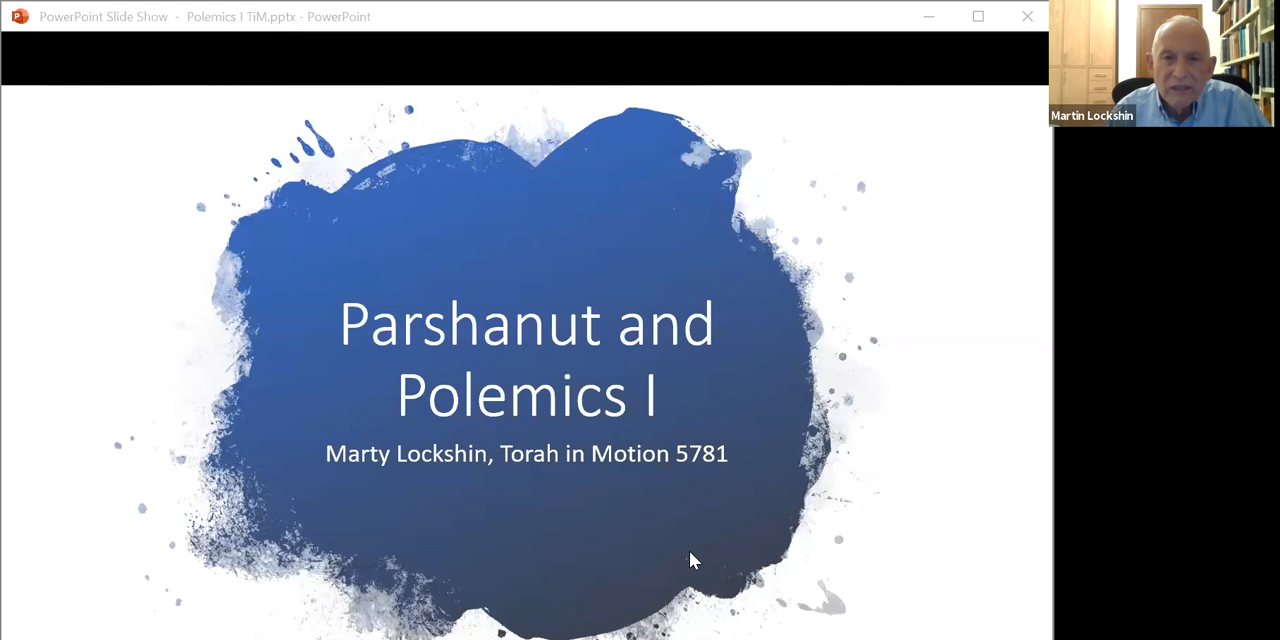 PowerPoint Slide Show - Polemics I TiM.pptx - PowerPoint
Martin Lockshin
Parshanut and
Polemics I
Marty Lockshin, Torah in Motion 5781